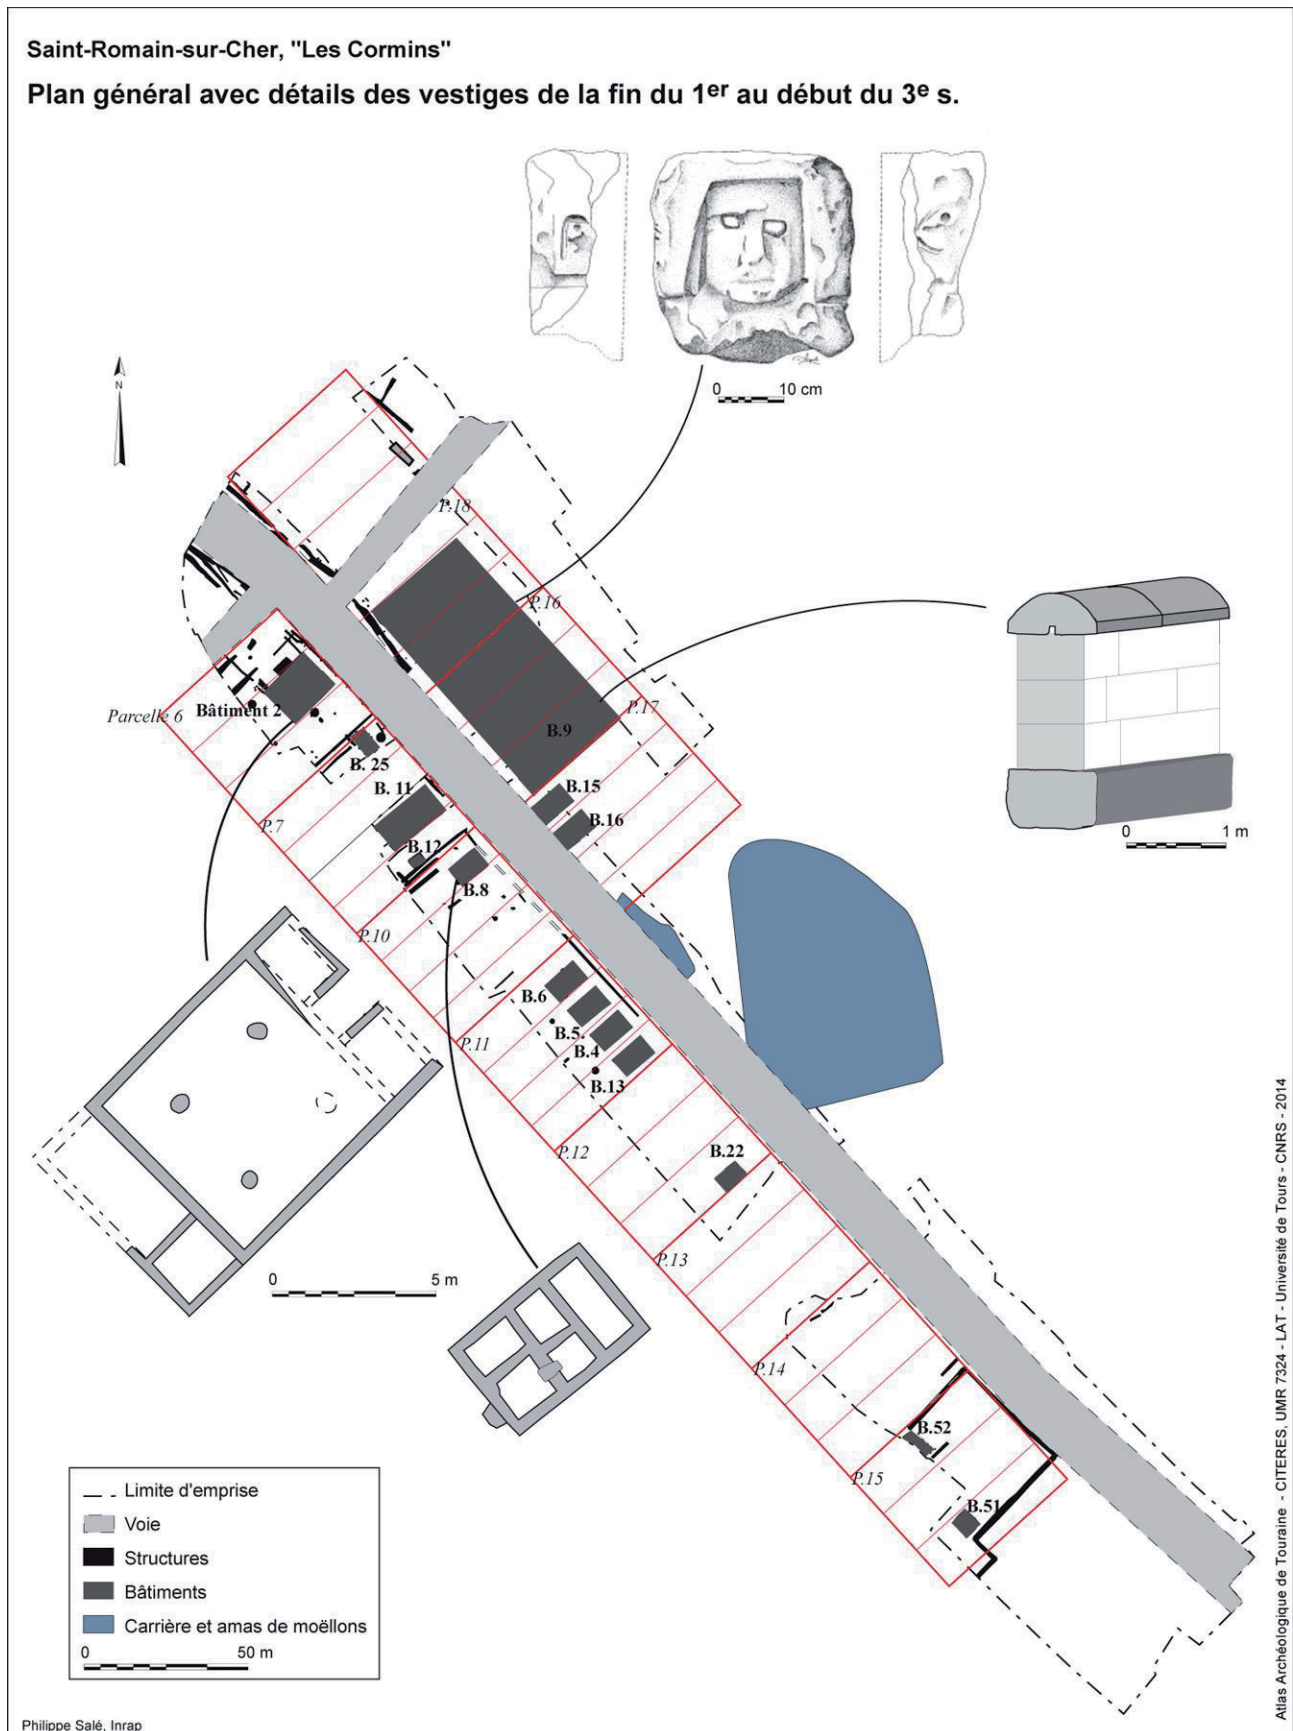 Saint-Romain-sur-Cher, "Les Cormins"
Plan général avec détails des vestiges de la fin du 1er au début du 3e s.
0 10 cm
N
P.18
P.16
P.17
Parcelle 6
Bâtiment 2
B.9
B. 25
B. 11
B.15
B.16
P.7
B.12
B.8
0 1 m
P.10
B.6
B.5.
B.4
B.13
P.11
P.12
B.22
P.13
0 5 m
P.14
B.52
P.15
B.51
Limite d'emprise
Voie
Structures
Bâtiments
Carrière et amas de moëllons
0 50 m
Philippe Salé, Inrap
Atlas Archéologique de Touraine - CITERES, UMR 7324 - LAT - Université de Tours - CNRS - 2014